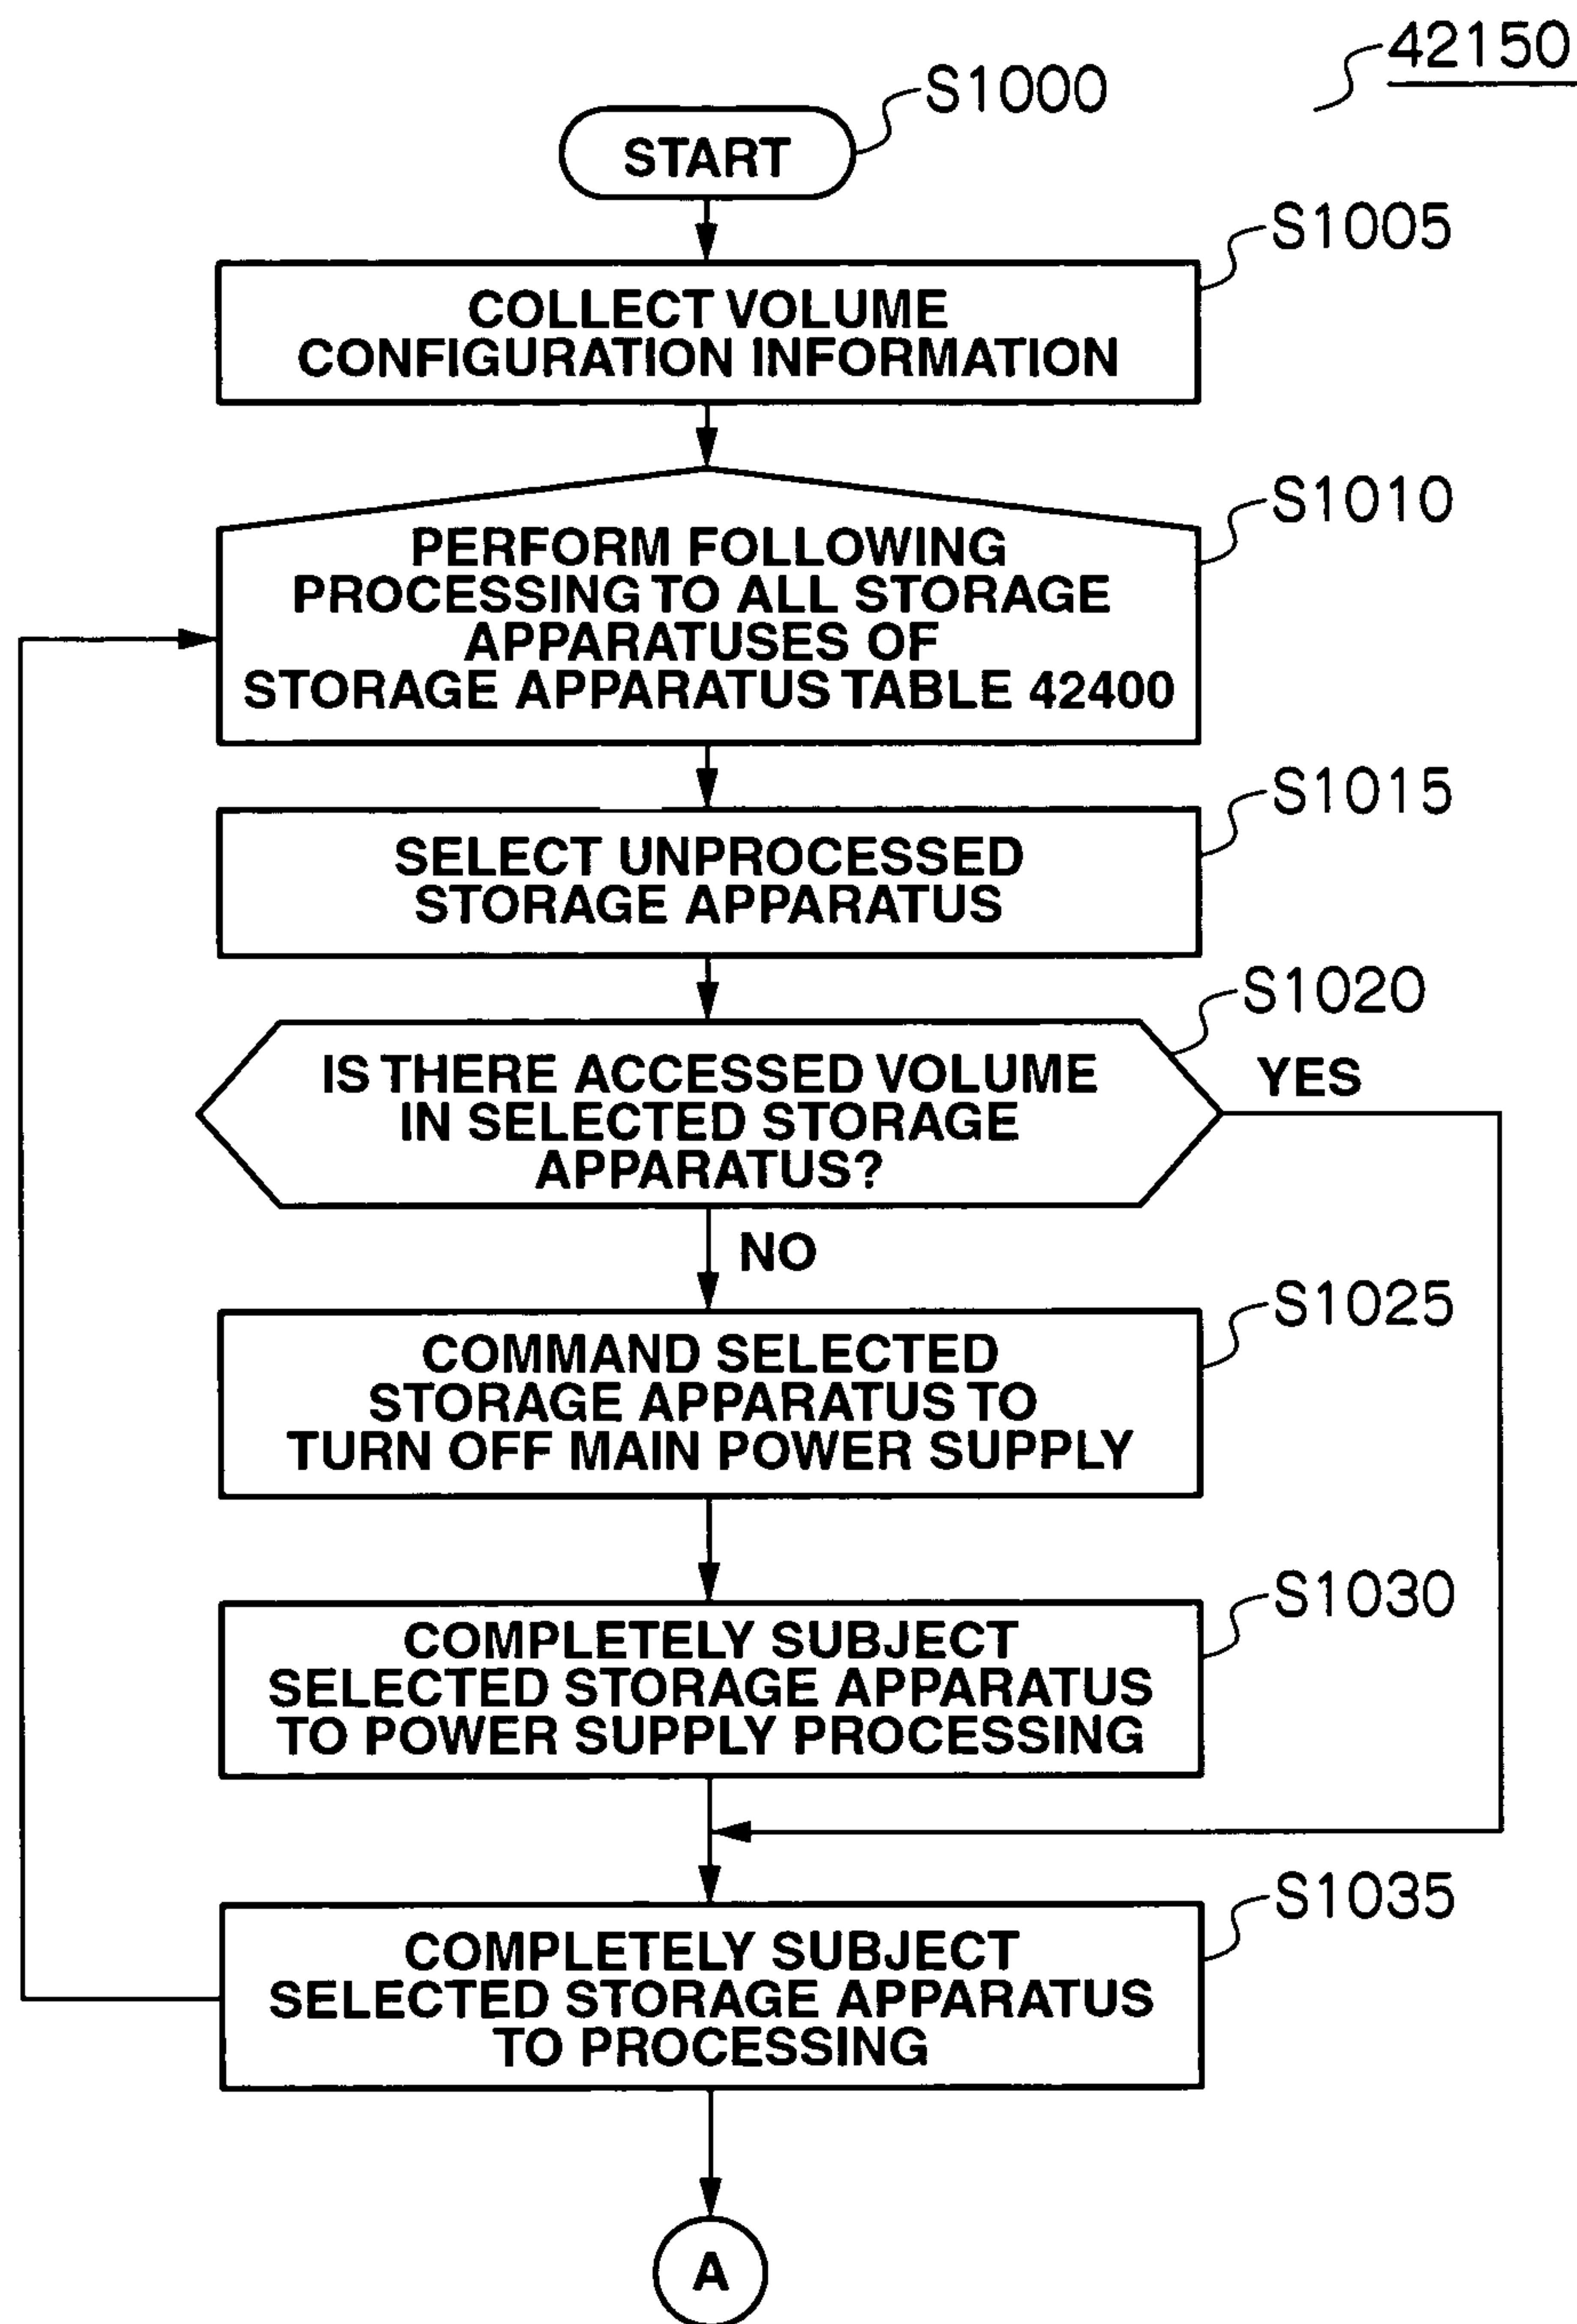 42150
S1000
START
S1005
COLLECT VOLUME
CONFIGURATION INFORMATION
S1010
PERFORM FOLLOWING
PROCESSING TO ALL STORAGE
APPARATUSES OF
STORAGE APPARATUS TABLE 42400
S1015
SELECT UNPROCESSED
STORAGE APPARATUS
S1020
IS THERE ACCESSED VOLUME
IN SELECTED STORAGE
APPARATUS?
YES
NO
S1025
COMMAND SELECTED
STORAGE APPARATUS TO
TURN OFF MAIN POWER SUPPLY
S1030
COMPLETELY SUBJECT
SELECTED STORAGE APPARATUS
TO POWER SUPPLY PROCESSING
S1035
COMPLETELY SUBJECT
SELECTED STORAGE APPARATUS
TO PROCESSING
A